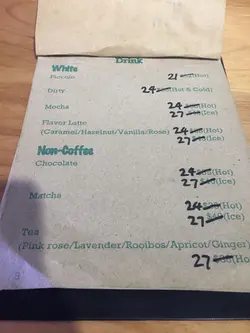 Drink
White
21 (Hot)
Dirty 24 (Hot & Cold)
Mocha 24 (Hot)
27 (Ice)
Flavor Latte 24 (Hot)
(Caramel/Hazelnut/Vanilla/Rose) 27 (Ice)
Non-Coffee
Chocolate
24 (Hot)
27 (Ice)
Matcha 24 (Hot)
27 (Ice)
Tea
(Pink rose/Lavender/Rooibos/Apricot/Ginger)
27 (Ho